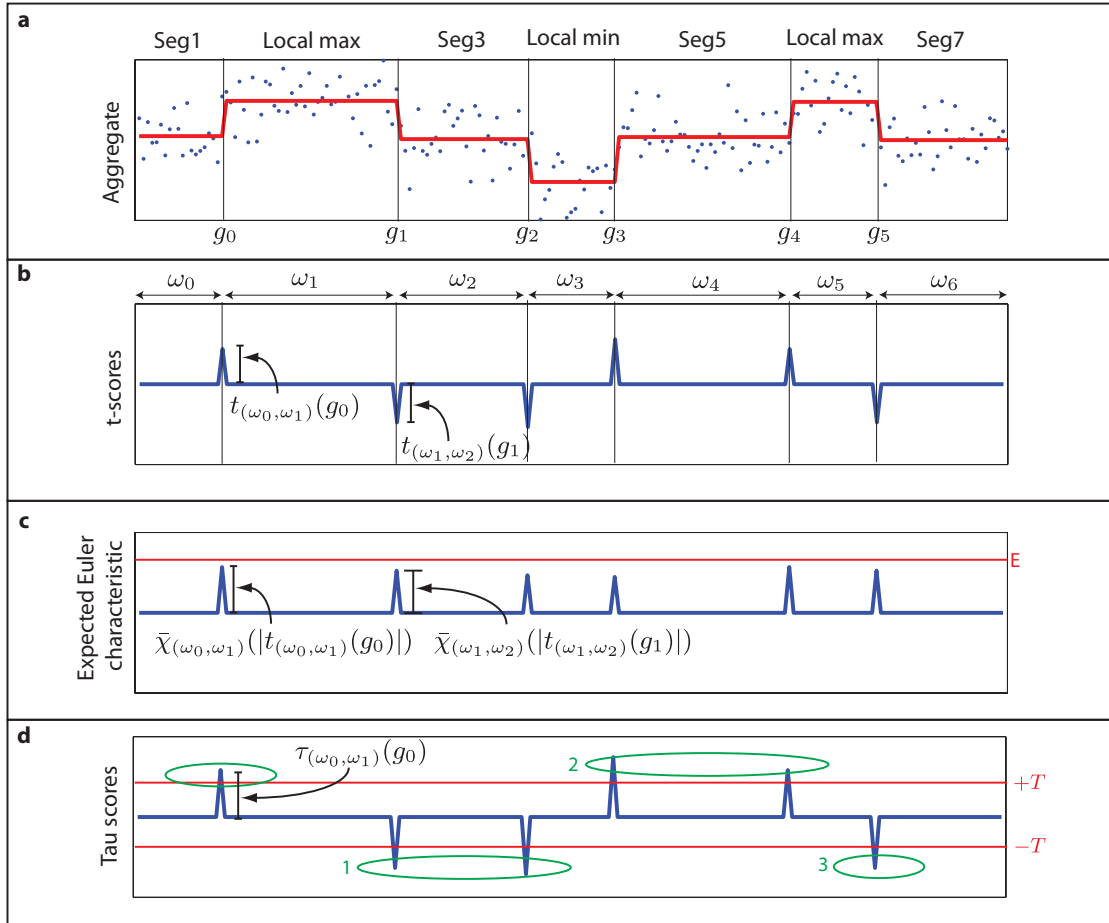 a
Seg1 Local max Seg3 Local min Seg5 Local max Seg7
Aggregate
g₀ g₁ g₂ g₃ g₄ g₅
b
ω₀ ω₁ ω₂ ω₃ ω₄ ω₅ ω₆
t-scores
t₍ω₀,ω₁₎(g₀)
t₍ω₁,ω₂₎(g₁)
c
Expected Euler
characteristic
E
χ̄₍ω₀,ω₁₎(|t₍ω₀,ω₁₎(g₀)|) χ̄₍ω₁,ω₂₎(|t₍ω₁,ω₂₎(g₁)|)
d
Tau scores
τ₍ω₀,ω₁₎(g₀)
2
+T
−T
1
3